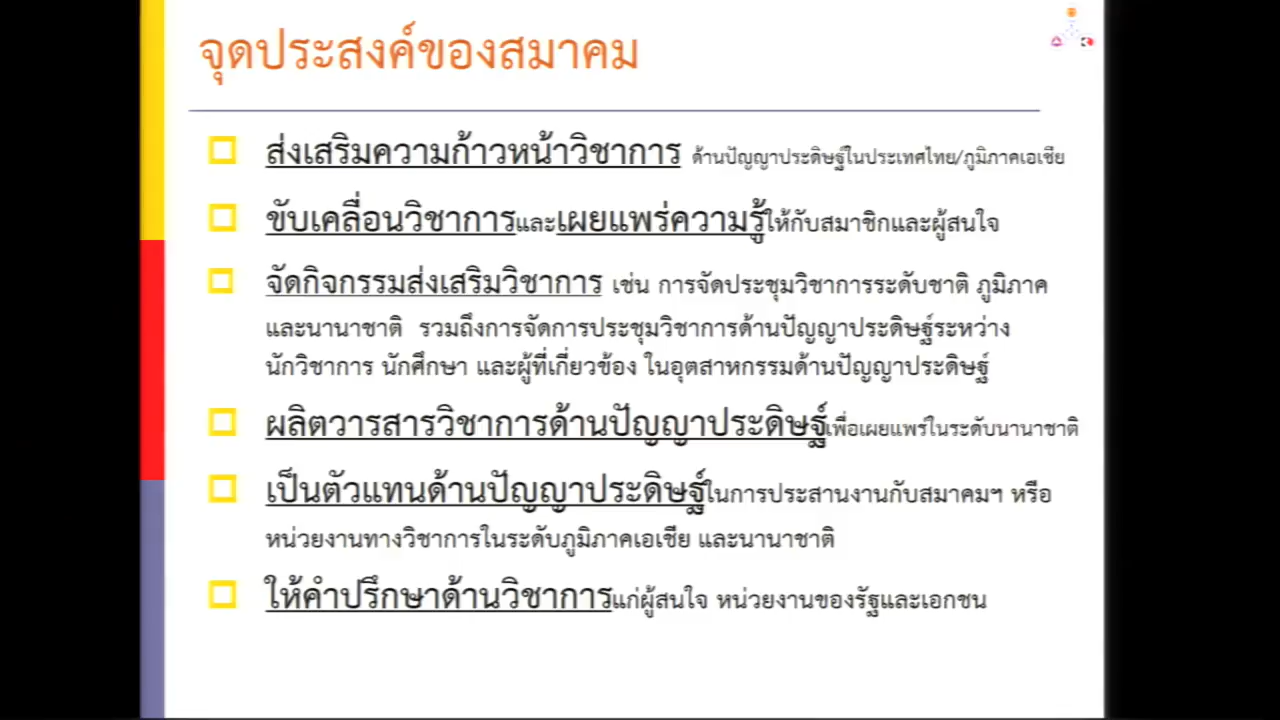 จุดประสงค์ของสมาคม
ส่งเสริมความก้าวหน้าวิชาการ ด้านปัญญาประดิษฐ์ในประเทศไทย/ภูมิภาคเอเชีย
ขับเคลื่อนวิชาการและเผยแพร่ความรู้ให้กับสมาชิกและผู้สนใจ
จัดกิจกรรมส่งเสริมวิชาการ เช่น การจัดประชุมวิชาการระดับชาติ ภูมิภาค
และนานาชาติ รวมถึงการจัดการประชุมวิชาการด้านปัญญาประดิษฐ์ระหว่าง
นักวิชาการ นักศึกษา และผู้ที่เกี่ยวข้อง ในอุตสาหกรรมด้านปัญญาประดิษฐ์
ผลิตวารสารวิชาการด้านปัญญาประดิษฐ์เพื่อเผยแพร่ในระดับนานาชาติ
เป็นตัวแทนด้านปัญญาประดิษฐ์ในการประสานงานกับสมาคมฯ หรือ
หน่วยงานทางวิชาการในระดับภูมิภาคเอเชีย และนานาชาติ
ให้คำปรึกษาด้านวิชาการแก่ผู้สนใจ หน่วยงานของรัฐและเอกชน